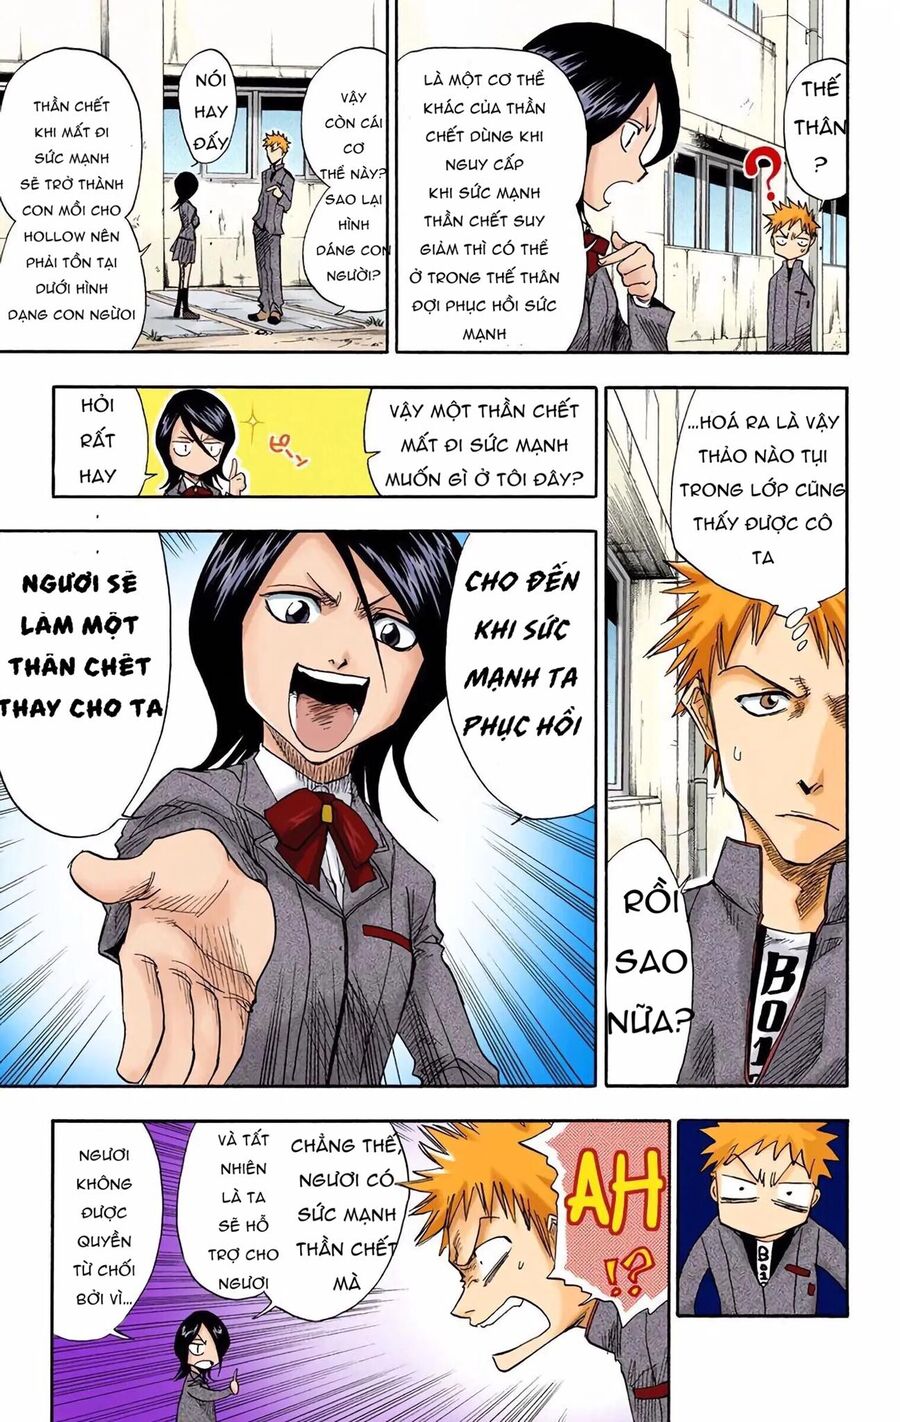 THẾ
THÂN
?
LÀ MỘT CƠ THỂ
KHÁC CỦA THẦN
CHẾT DÙNG KHI
NGUY CẤP
KHI SỨC MẠNH
THẦN CHẾT SUY
GIẢM THÌ CÓ THỂ
Ở TRONG THẾ THÂN
ĐỢI PHỤC HỒI SỨC
MẠNH
?
VẬY
CÒN CÁI
CƠ
THỂ NÀY?
SAO LẠI
HÌNH
DÁNG CON
NGƯỜI?
NÓI
HAY
ĐẤY
THẦN CHẾT
KHI MẤT ĐI
SỨC MẠNH
SẼ TRỞ THÀNH
CON MỒI CHO
HOLLOW NÊN
PHẢI TỒN TẠI
DƯỚI HÌNH
DẠNG CON NGỪƠI
...HOÁ RA LÀ VẬY
THẢO NÀO TỤI
TRONG LỚP CŨNG
THẤY ĐƯỢC CÔ
TA
RỒI
SAO
NỮA?
BO1
VẬY MỘT THẦN CHẾT
MẤT ĐI SỨC MẠNH
MUỐN GÌ Ở TÔI ĐÂY?
ピーン
HỎI
RẤT
HAY
CHO ĐẾN
KHI SỨC
MẠNH TA
PHỤC HỒI
NGƯƠI SẼ
LÀM MỘT
THẦN CHẾT
THAY CHO TA
BO1
AH
!?
CHẲNG THẾ,
NGƯƠI CÓ
SỨC MẠNH
THẦN CHẾT
MÀ
VÀ TẤT
NHIÊN
LÀ TA
SẼ HỖ
TRỢ CHO
NGƯƠI
NGƯƠI
KHÔNG
ĐƯỢC
QUYỀN
TỪ CHỐI
BỞI VÌ...